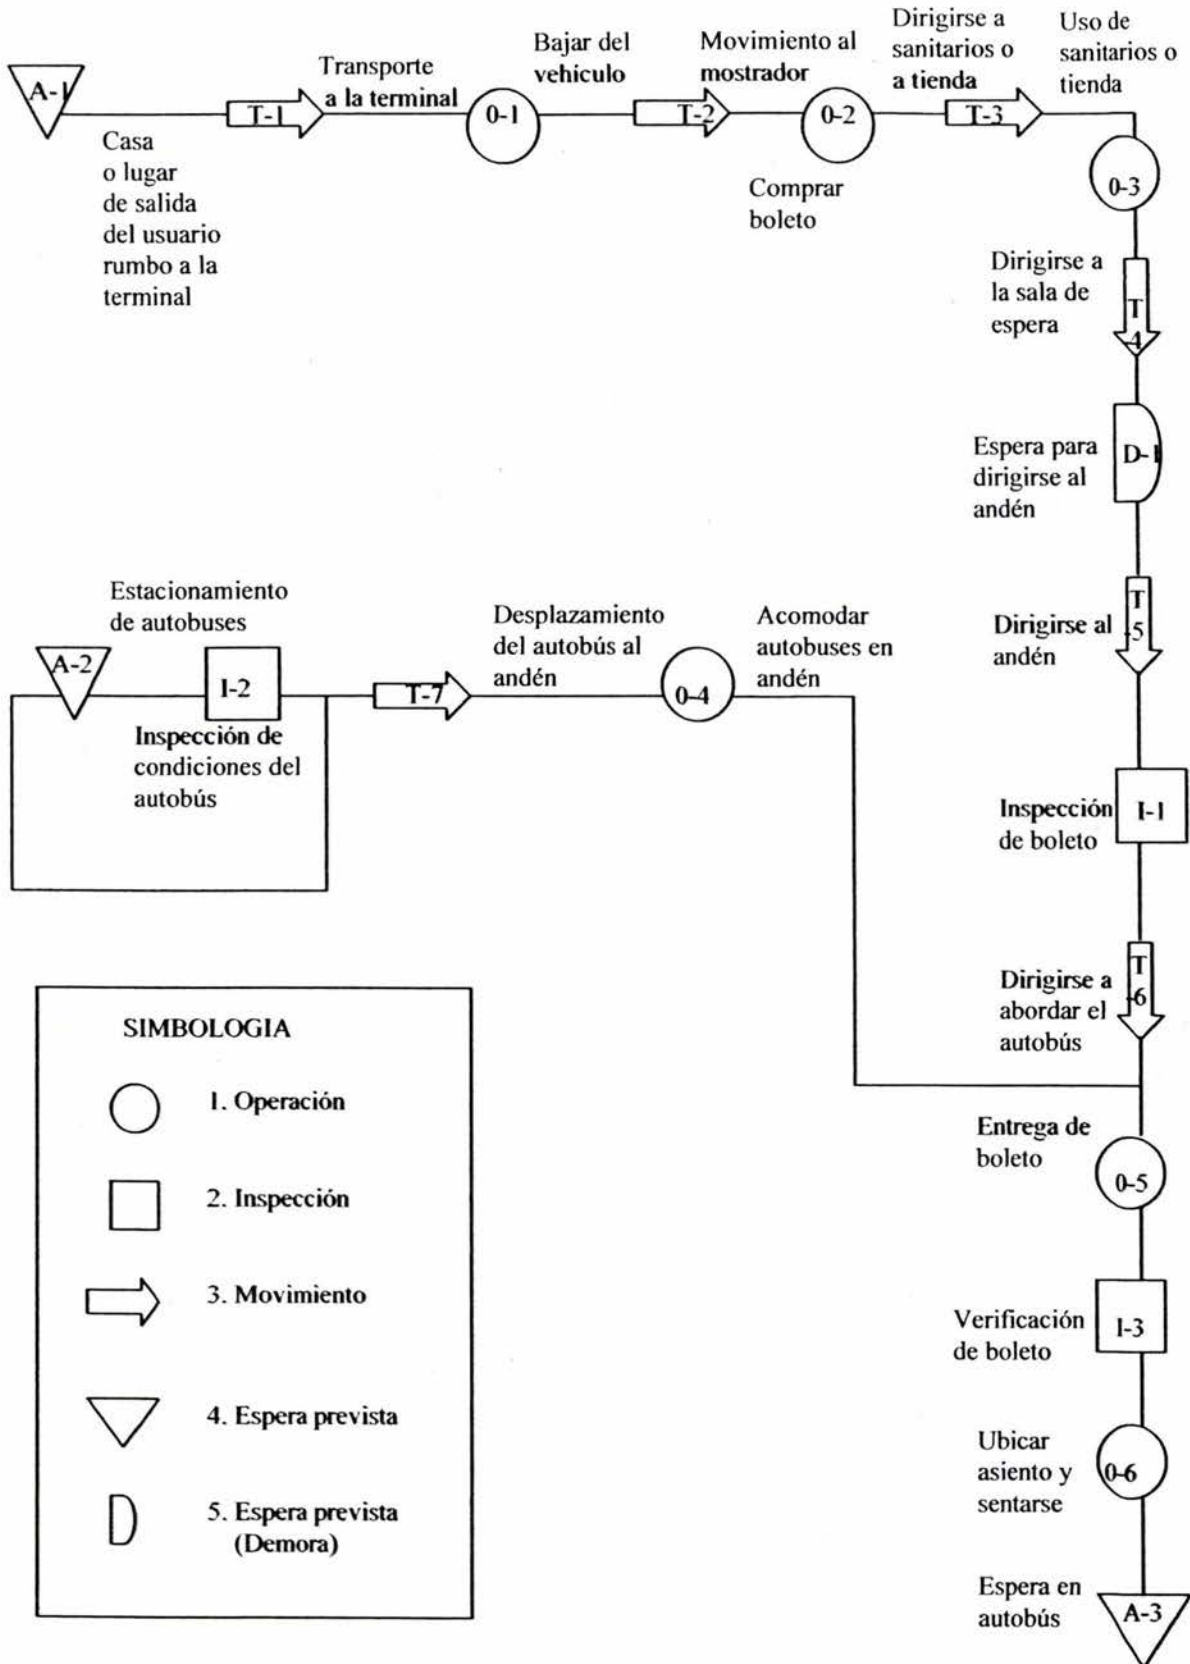 A-1
Casa
o lugar
de salida
del usuario
rumbo a la
terminal
T-1
Transporte
a la terminal
0-1
Bajar del
vehículo
T-2
Movimiento al
mostrador
0-2
Comprar
boleto
Dirigirse a
sanitarios o
a tienda
T-3
Uso de
sanitarios o
tienda
0-3
Dirigirse a
la sala de
espera
T
-4
Espera para
dirigirse al
andén
D-1
Dirigirse al
andén
T
-5
Inspección
de boleto
I-1
Dirigirse a
abordar el
autobús
T
-6
Estacionamiento
de autobuses
A-2
I-2
Inspección de
condiciones del
autobús
T-7
Desplazamiento
del autobús al
andén
0-4
Acomodar
autobuses en
andén
Entrega de
boleto
0-5
Verificación
de boleto
I-3
Ubicar
asiento y
sentarse
0-6
Espera en
autobús
A-3
SIMBOLOGIA
1. Operación
2. Inspección
3. Movimiento
4. Espera prevista
5. Espera prevista
(Demora)